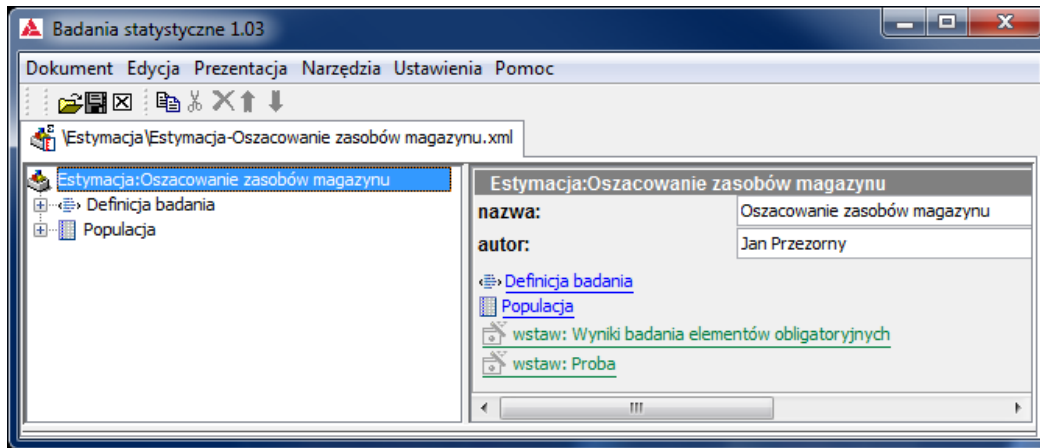 Badania statystyczne 1.03
Dokument Edycja Prezentacja Narzędzia Ustawienia Pomoc
\Estymacja\Estymacja-Oszacowanie zasobów magazynu.xml
Estymacja:Oszacowanie zasobów magazynu
Definicja badania
Populacja
Estymacja:Oszacowanie zasobów magazynu
nazwa: Oszacowanie zasobów magazynu
autor: Jan Przezorny
Definicja badania
Populacja
wstaw: Wyniki badania elementów obligatoryjnych
wstaw: Proba